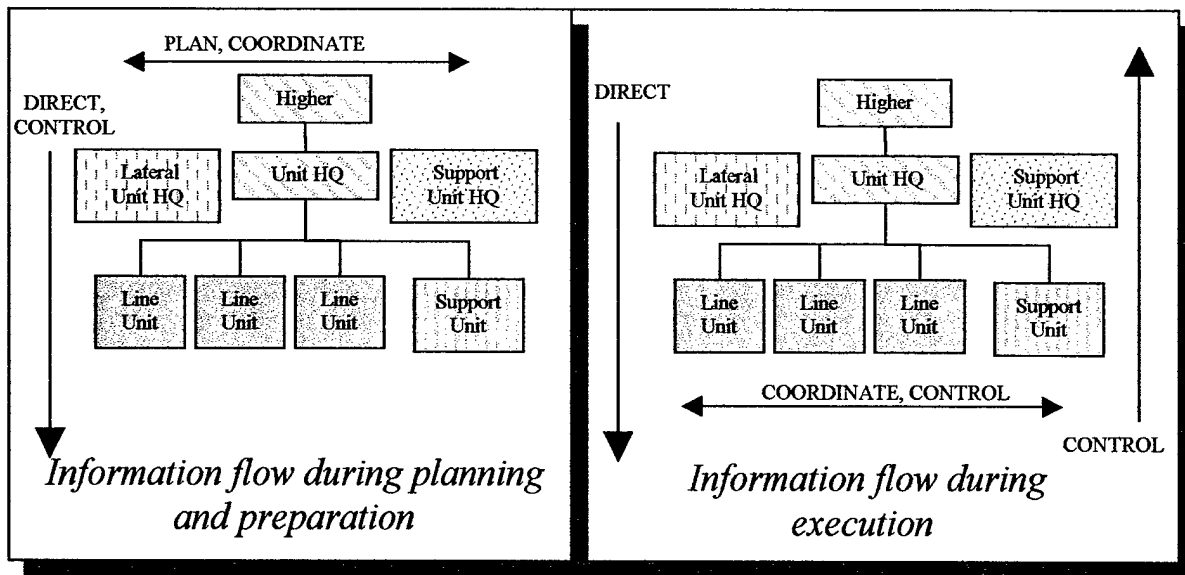 PLAN, COORDINATE
DIRECT,
CONTROL
Higher
Lateral
Unit HQ
Unit HQ
Support
Unit HQ
Line
Unit
Line
Unit
Line
Unit
Support
Unit
Information flow during planning
and preparation
DIRECT
Higher
Lateral
Unit HQ
Unit HQ
Support
Unit HQ
Line
Unit
Line
Unit
Line
Unit
Support
Unit
COORDINATE, CONTROL
CONTROL
Information flow during
execution